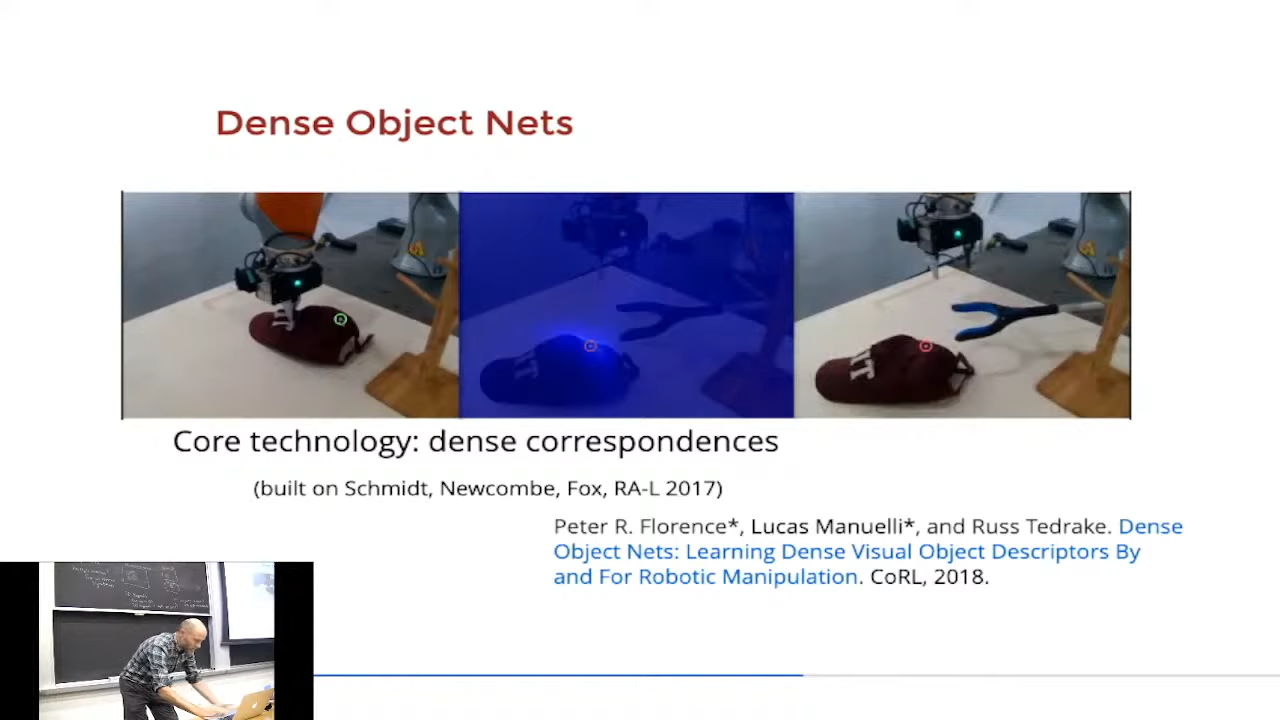 Dense Object Nets
Core technology: dense correspondences
(built on Schmidt, Newcombe, Fox, RA-L 2017)
Peter R. Florence*, Lucas Manuelli*, and Russ Tedrake. Dense
Object Nets: Learning Dense Visual Object Descriptors By
and For Robotic Manipulation. CoRL, 2018.